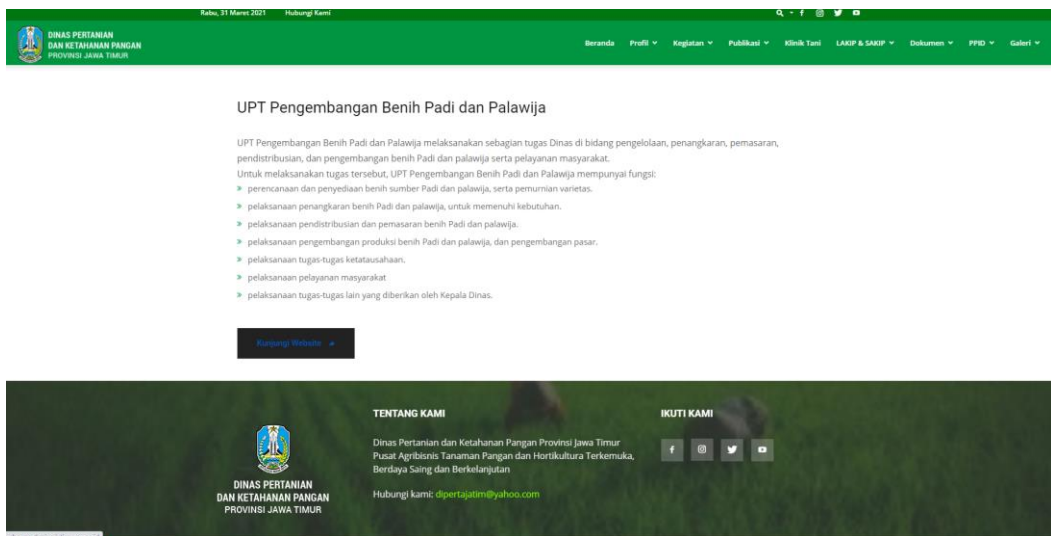 Rabu, 31 Maret 2021 Hubungi Kami
DINAS PERTANIAN
DAN KETAHANAN PANGAN
PROVINSI JAWA TIMUR
Beranda Profil Kegiatan Publikasi Klinik Tani LAKIP & SAKIP Dokumen PPID Galeri
UPT Pengembangan Benih Padi dan Palawija
UPT Pengembangan Benih Padi dan Palawija melaksanakan sebagian tugas Dinas di bidang pengelolaan, penangkaran, pemasaran,
pendistribusian, dan pengembangan benih Padi dan palawija serta pelayanan masyarakat.
Untuk melaksanakan tugas tersebut, UPT Pengembangan Benih Padi dan Palawija mempunyai fungsi:
» perencanaan dan penyediaan benih sumber Padi dan palawija, serta pemurnian varietas.
» pelaksanaan penangkaran benih Padi dan palawija, untuk memenuhi kebutuhan.
» pelaksanaan pendistribusian dan pemasaran benih Padi dan palawija.
» pelaksanaan pengembangan produksi benih Padi dan palawija, dan pengembangan pasar.
» pelaksanaan tugas-tugas ketatausahaan.
» pelaksanaan pelayanan masyarakat
» pelaksanaan tugas-tugas lain yang diberikan oleh Kepala Dinas.
Kunjungi Website
DINAS PERTANIAN
DAN KETAHANAN PANGAN
PROVINSI JAWA TIMUR
TENTANG KAMI
Dinas Pertanian dan Ketahanan Pangan Provinsi Jawa Timur
Pusat Agribisnis Tanaman Pangan dan Hortikultura Terkemuka,
Berdaya Saing dan Berkelanjutan
Hubungi kami: dipertajatim@yahoo.com
IKUTI KAMI